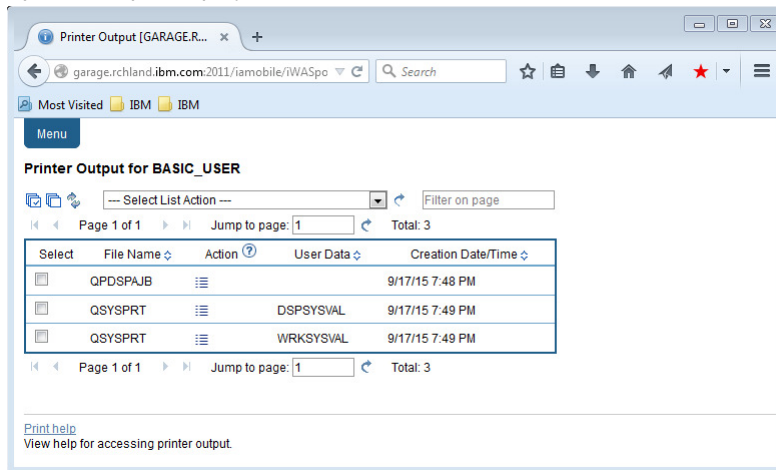 Printer Output [GARAGE.R...
garage.rchland.ibm.com:2011/iamobile/iWASpo
Search
Most Visited IBM IBM
Menu
Printer Output for BASIC_USER
--- Select List Action ---
Filter on page
Page 1 of 1 Jump to page: 1 Total: 3
Select File Name Action ? User Data Creation Date/Time
QPDSPAJB 9/17/15 7:48 PM
QSYSPRT DSPSYSVAL 9/17/15 7:49 PM
QSYSPRT WRKSYSVAL 9/17/15 7:49 PM
Page 1 of 1 Jump to page: 1 Total: 3
Print help
View help for accessing printer output.